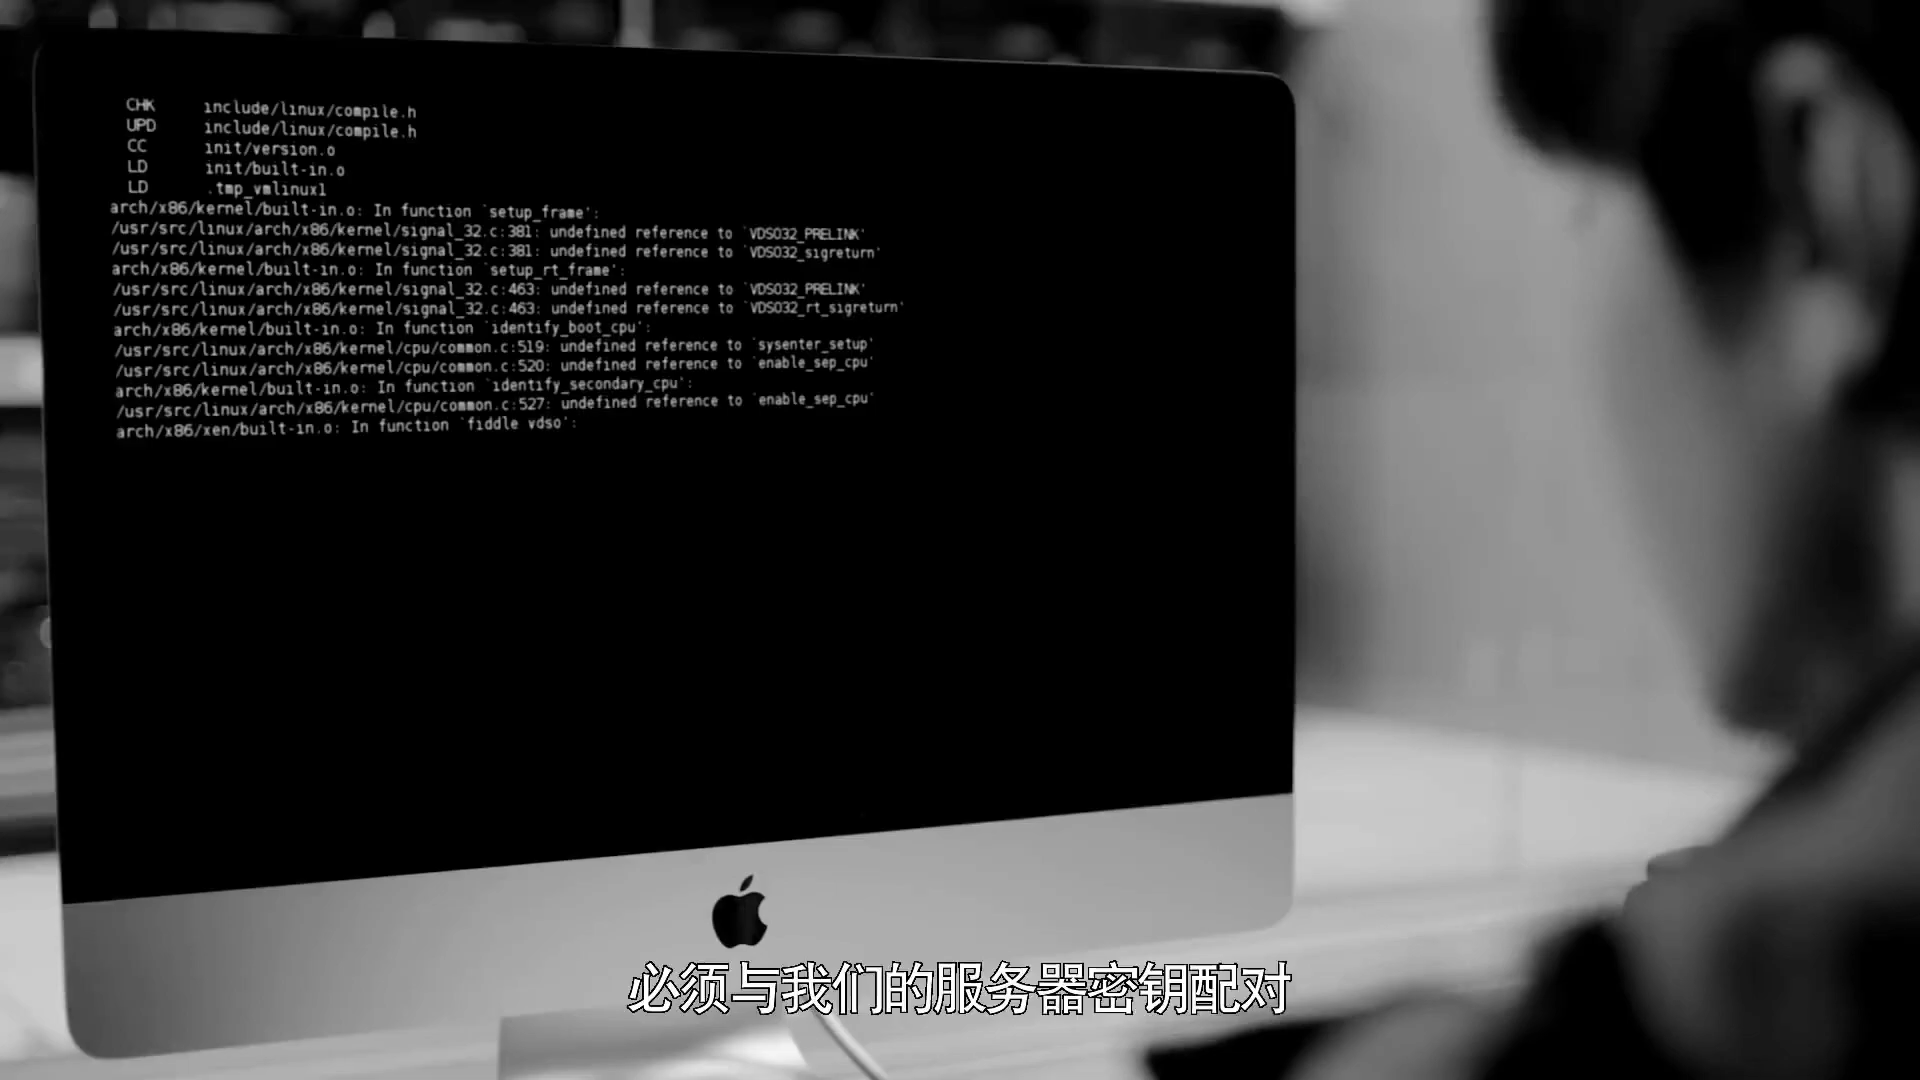 CHK include/linux/compile.h
UPD include/linux/compile.h
CC init/version.o
LD init/built-in.o
LD .tmp_vmlinux1
arch/x86/kernel/built-in.o: In function `setup_frame':
/usr/src/linux/arch/x86/kernel/signal_32.c:381: undefined reference to `VDSO32_PRELINK'
/usr/src/linux/arch/x86/kernel/signal_32.c:381: undefined reference to `VDSO32_sigreturn'
arch/x86/kernel/built-in.o: In function `setup_rt_frame':
/usr/src/linux/arch/x86/kernel/signal_32.c:463: undefined reference to `VDSO32_PRELINK'
/usr/src/linux/arch/x86/kernel/signal_32.c:463: undefined reference to `VDSO32_rt_sigreturn'
arch/x86/kernel/built-in.o: In function `identify_boot_cpu':
/usr/src/linux/arch/x86/kernel/cpu/common.c:519: undefined reference to `sysenter_setup'
/usr/src/linux/arch/x86/kernel/cpu/common.c:520: undefined reference to `enable_sep_cpu'
arch/x86/kernel/built-in.o: In function `identify_secondary_cpu':
/usr/src/linux/arch/x86/kernel/cpu/common.c:527: undefined reference to `enable_sep_cpu'
arch/x86/xen/built-in.o: In function `fiddle vdso':
必须与我们的服务器密钥配对